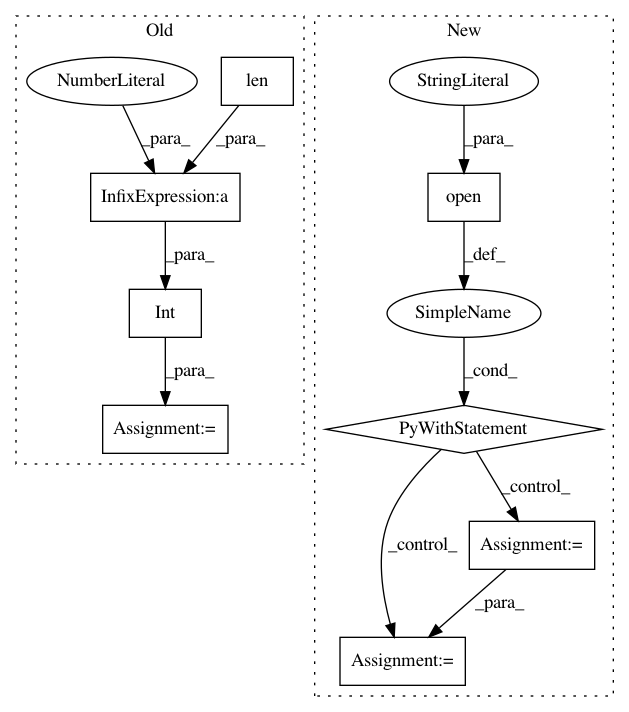 Old
New
NumberLiteral
len
StringLiteral
_para_
_para_
_para_
InfixExpression:a
open
_para_
_def_
Int
SimpleName
_para_
_cond_
Assignment:=
PyWithStatement
_control_
_control_
Assignment:=
_para_
Assignment:=